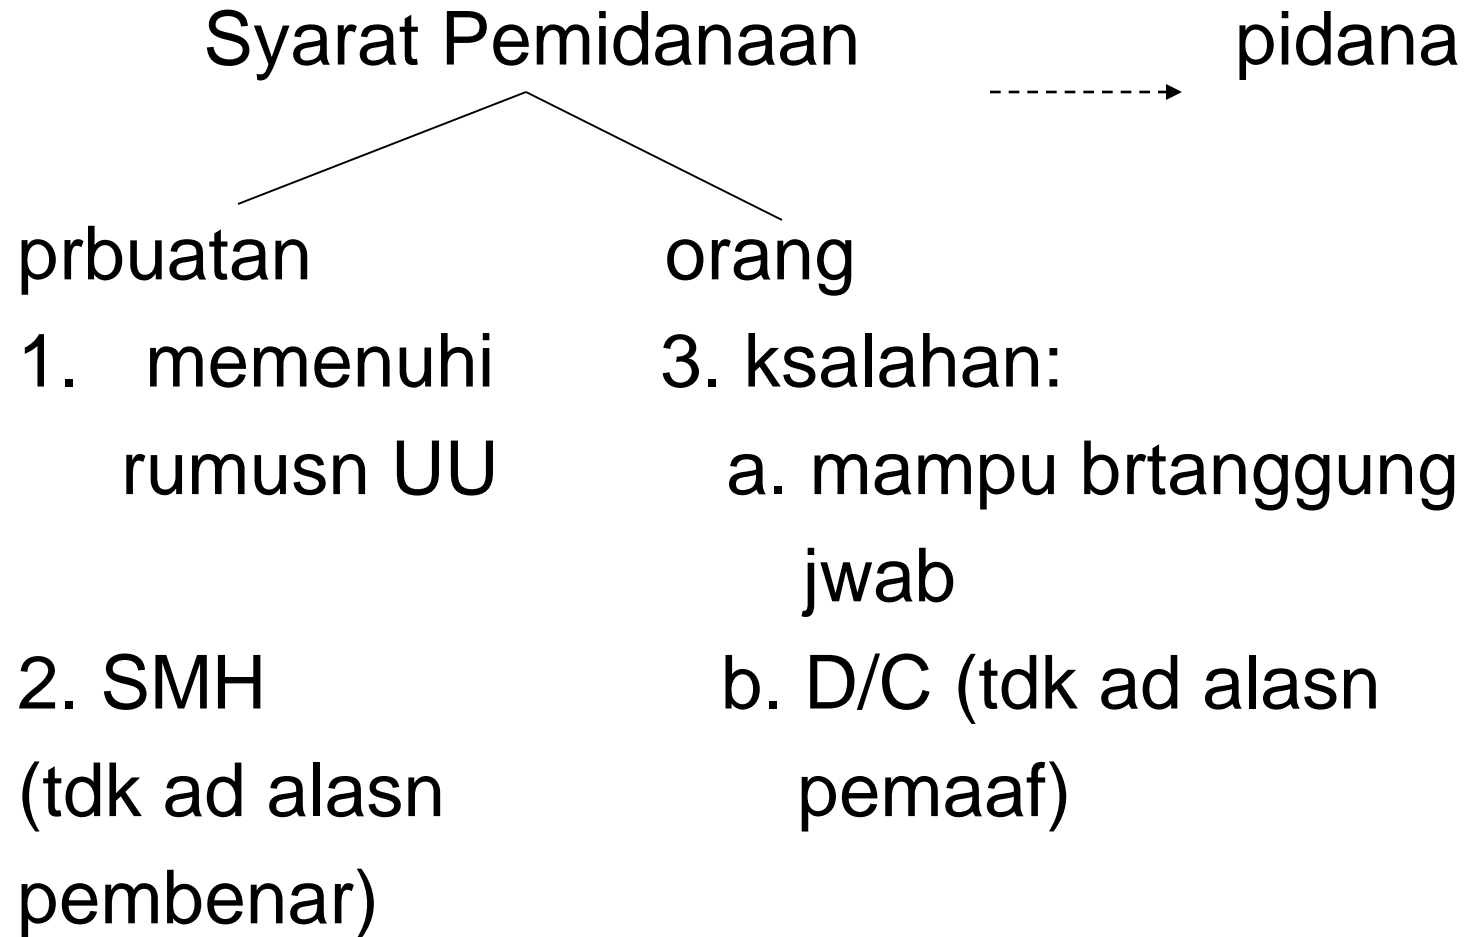 Syarat Pemidanaan pidana
prbuatan orang
1. memenuhi 3. ksalahan:
rumusn UU a. mampu brtanggung
jwab
2. SMH b. D/C (tdk ad alasn
(tdk ad alasn pemaaf)
pembenar)